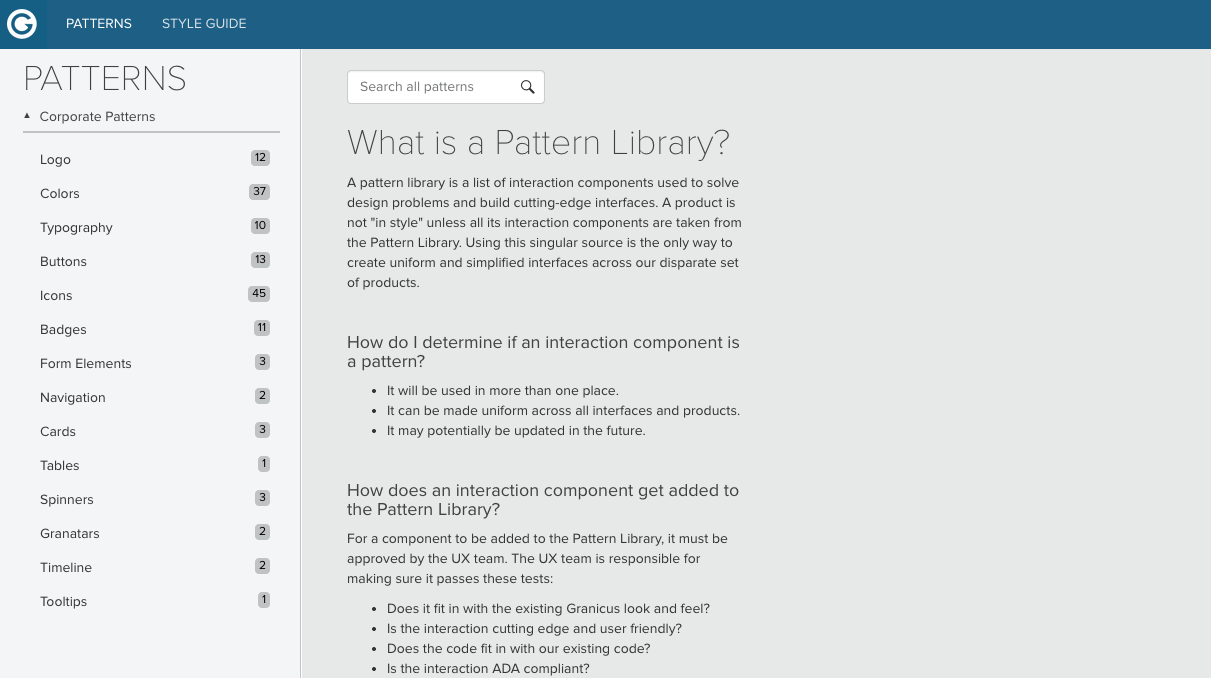 PATTERNS STYLE GUIDE
PATTERNS
Corporate Patterns
Logo 12
Colors 37
Typography 10
Buttons 13
Icons 45
Badges 11
Form Elements 3
Navigation 2
Cards 3
Tables 1
Spinners 3
Granatars 2
Timeline 2
Tooltips 1
Search all patterns
What is a Pattern Library?
A pattern library is a list of interaction components used to solve
design problems and build cutting-edge interfaces. A product is
not "in style" unless all its interaction components are taken from
the Pattern Library. Using this singular source is the only way to
create uniform and simplified interfaces across our disparate set
of products.
How do I determine if an interaction component is
a pattern?
• It will be used in more than one place.
• It can be made uniform across all interfaces and products.
• It may potentially be updated in the future.
How does an interaction component get added to
the Pattern Library?
For a component to be added to the Pattern Library, it must be
approved by the UX team. The UX team is responsible for
making sure it passes these tests:
• Does it fit in with the existing Granicus look and feel?
• Is the interaction cutting edge and user friendly?
• Does the code fit in with our existing code?
• Is the interaction ADA compliant?